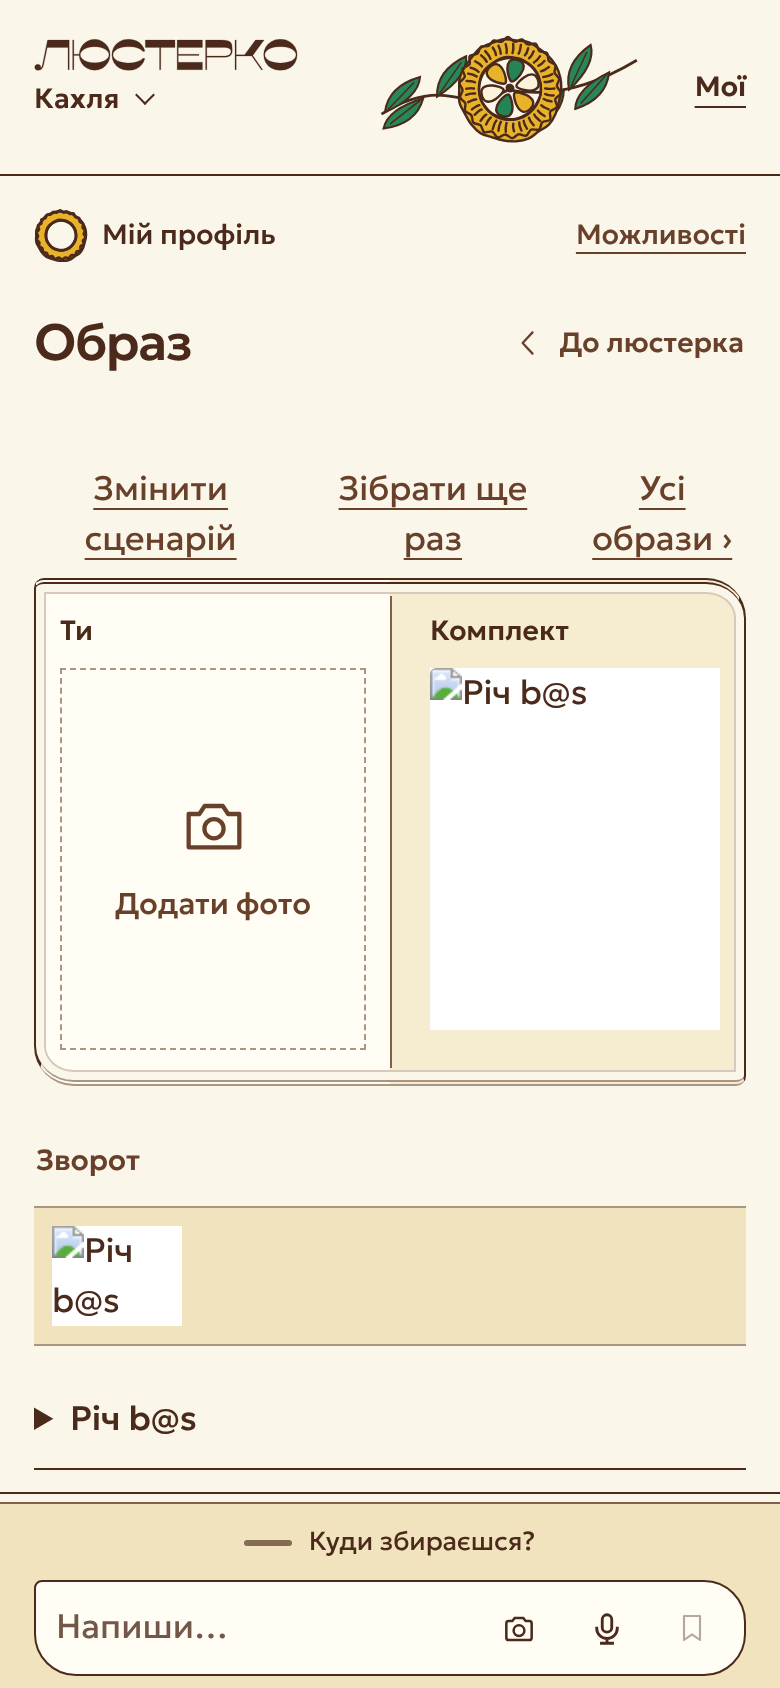 ЛЮСТЕРКО
Кахля
Мої
Мій профіль
Можливості
Образ
До люстерка
Змінити сценарій
Зібрати ще раз
Усі образи ›
Ти
Комплект
Річ b@s
Додати фото
Зворот
Річ
b@s
Річ b@s
Куди збираєшся?
Напиши...